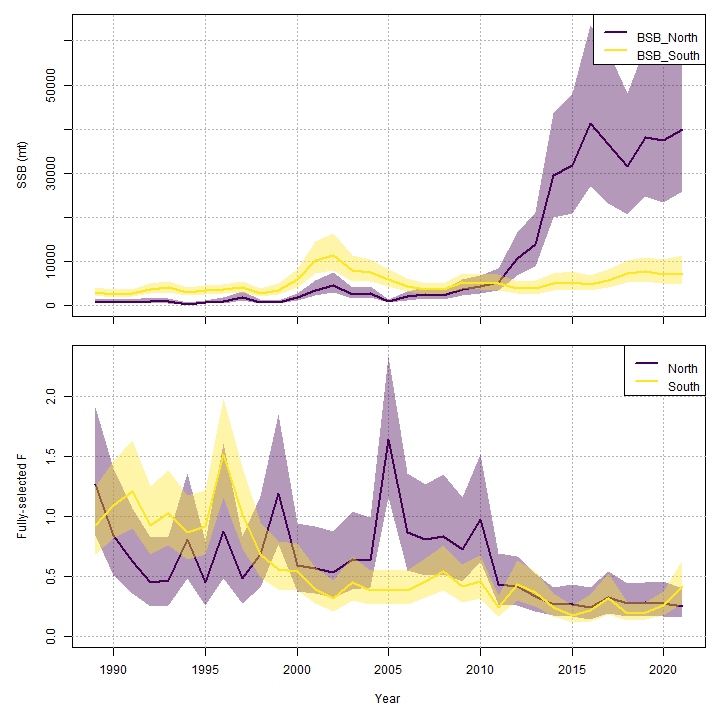 BSB_North
BSB_South
SSB (mt)
50000
30000
10000
0
North
South
Fully-selected F
2.0
1.5
1.0
0.5
0.0
1990 1995 2000 2005 2010 2015 2020
Year